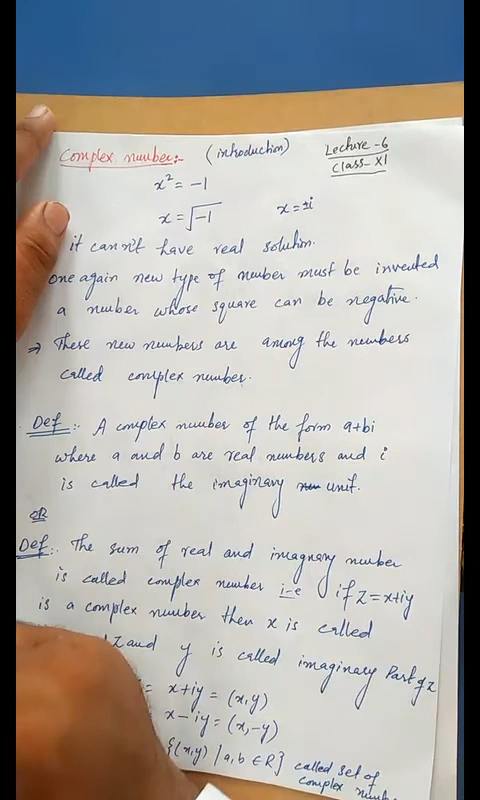 Complex number:- (introduction) Lecture-6
Class-XI
x² = -1
x = √-1 x = ±i
it can't have real solution.
one again new type of number must be invented
a number whose square can be negative.
⇒ These new numbers are among the numbers
called complex number.
Def:. A complex number of the form a+bi
where a and b are real numbers and i
is called the imaginary unit.
OR
Def:. The sum of real and imagnary number
is called complex number i-e if z = x+iy
is a complex number then x is called
z and y is called imaginary Part of z
= x+iy = (x,y)
x-iy = (x,-y)
{(x,y) / a,b ∈ R} called set of
complex number